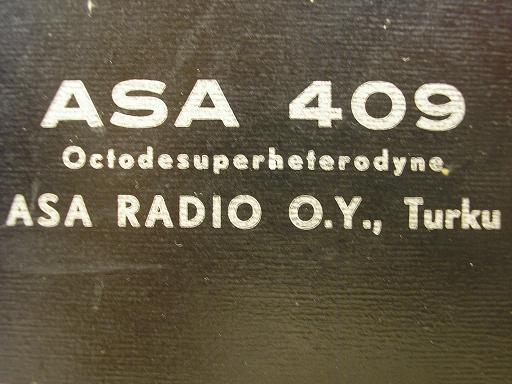 ASA 409
Octodesuperheterodyne
ASA RADIO O.Y., Turku